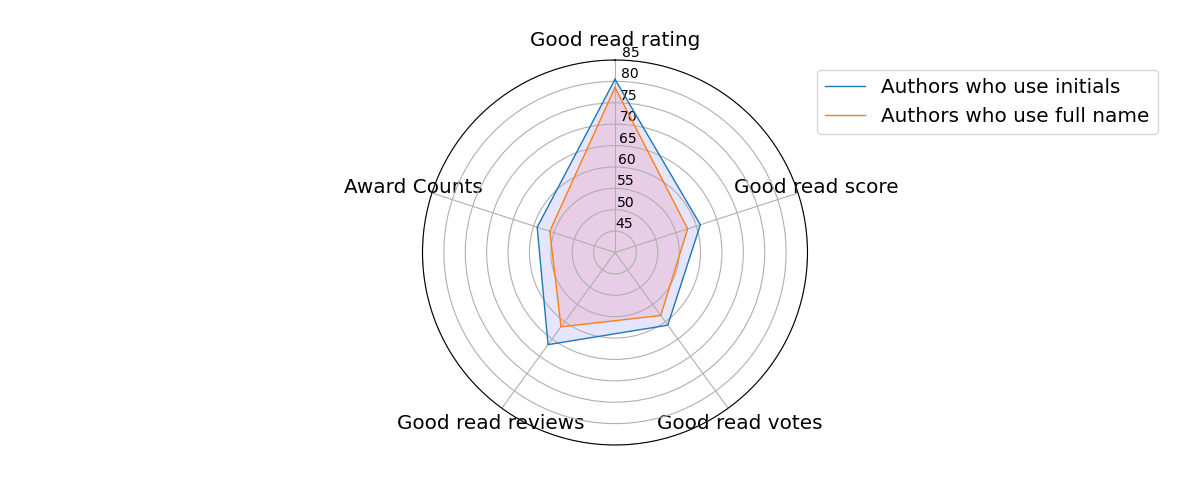 Good read rating
85
80
75
70
65
60
55
50
45
Authors who use initials
Authors who use full name
Award Counts
Good read score
Good read reviews
Good read votes